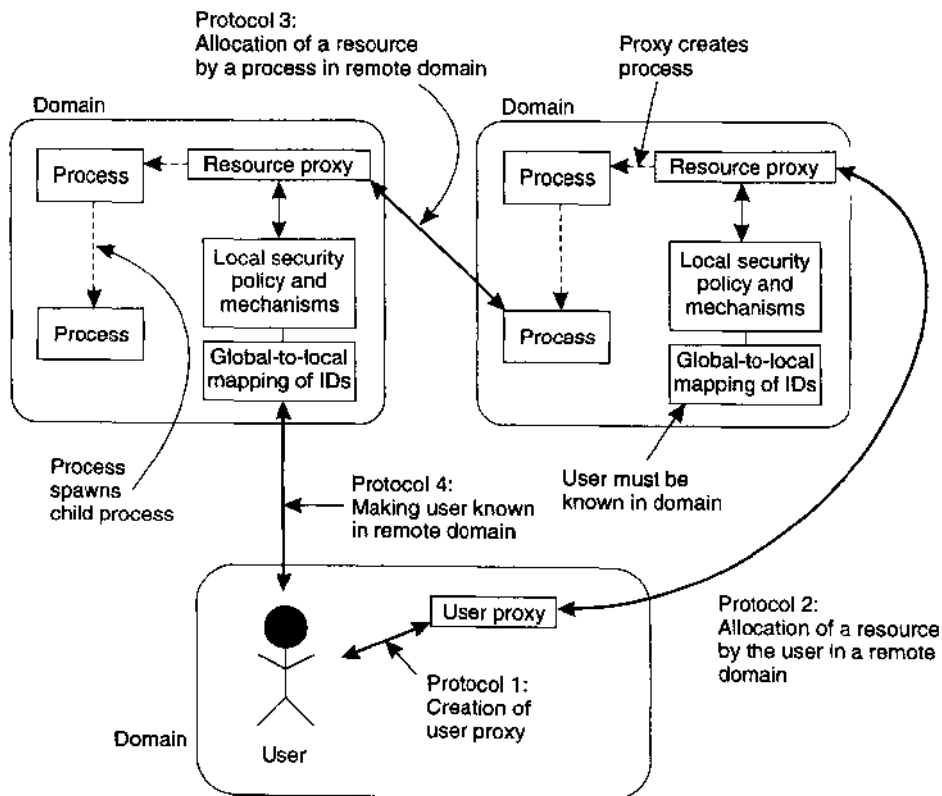 Protocol 3:
Allocation of a resource
by a process in remote domain
Proxy creates
process
Domain
Process
Resource proxy
Local security
policy and
mechanisms
Process
Global-to-local
mapping of IDs
Domain
Process
Resource proxy
Local security
policy and
mechanisms
Process
Global-to-local
mapping of IDs
Process
spawns
child process
Protocol 4:
Making user known
in remote domain
User must be
known in domain
User proxy
Protocol 2:
Allocation of a resource
by the user in a remote
domain
Protocol 1:
Creation of
user proxy
Domain
User